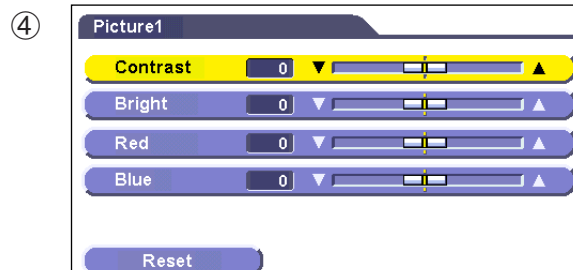 ④
Picture1
Contrast 0 ▼ ▲
Bright 0 ▼ ▲
Red 0 ▼ ▲
Blue 0 ▼ ▲
Reset